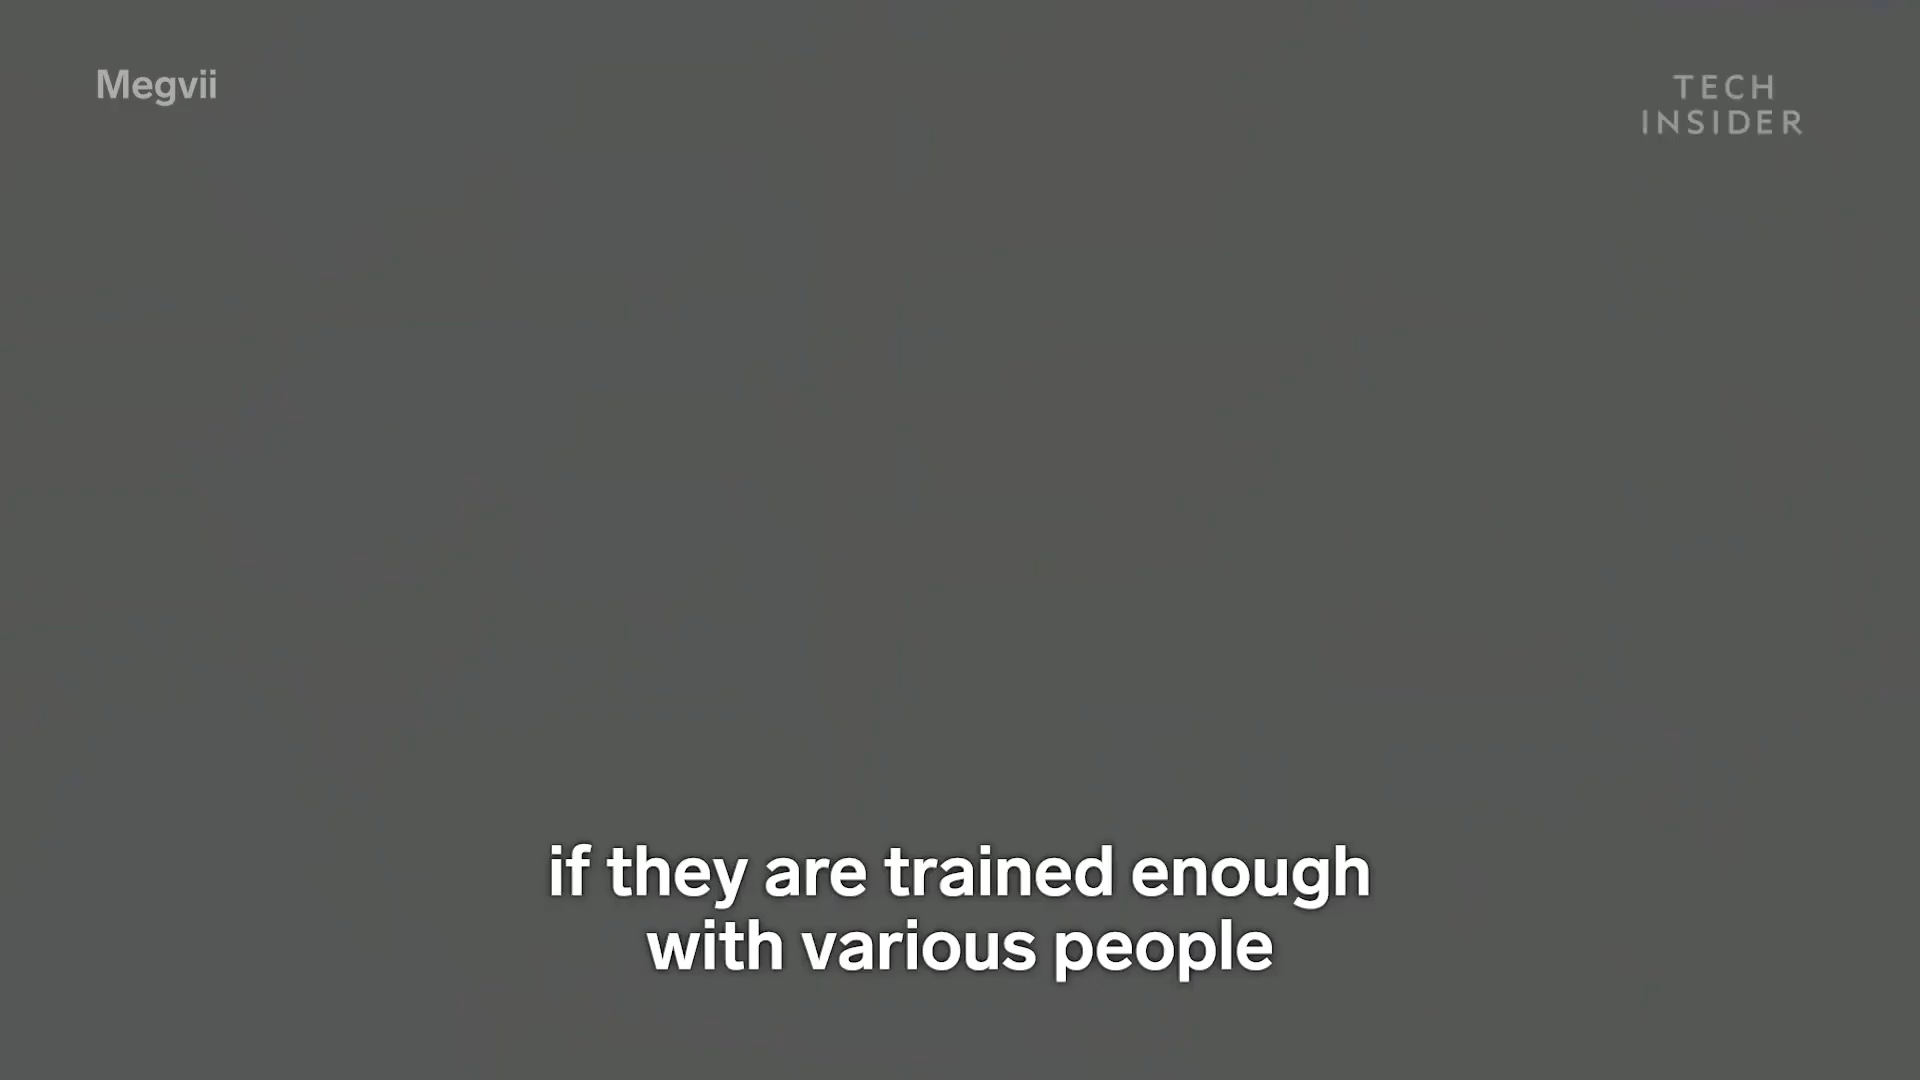 Megvii
TECH
INSIDER
if they are trained enough
with various people